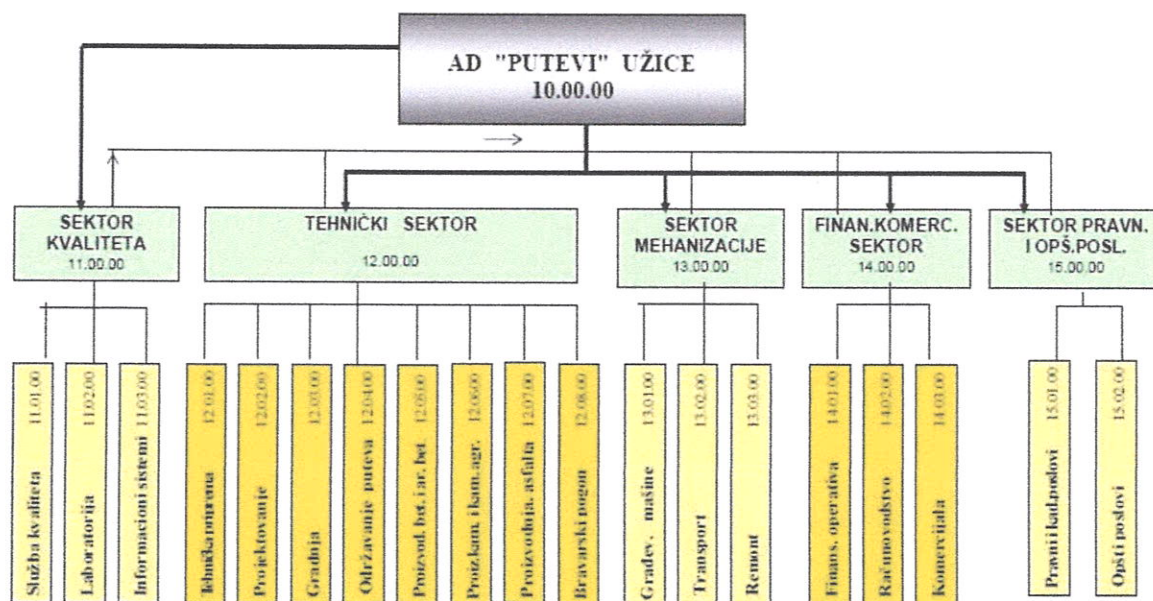 AD "PUTEVI" UŽICE
10.00.00
SEKTOR
KVALITETA
11.00.00
TEHNIČKI SEKTOR
12.00.00
SEKTOR
MEHANIZACIJE
13.00.00
FINAN.KOMERC.
SEKTOR
14.00.00
SEKTOR PRAVN.
I OPŠ.POSL.
15.00.00
Služba kvaliteta 11.01.00
Laboratorija 11.02.00
Informacioni sistemi 11.03.00
Tehnička priprema 12.01.00
Projektovanje 12.02.00
Gradnja 12.03.00
Održavanje puteva 12.04.00
Proizvod. bet. i ar. bet. 12.05.00
Proiz.kam. i kam. agr. 12.06.00
Proizvodnja. asfalta 12.07.00
Bravarski pogon 12.08.00
Građev. mašine 13.01.00
Transport 13.02.00
Remont 13.03.00
Finans. operativa 14.01.00
Računovodstvo 14.02.00
Komercijala 14.03.00
Pravni i kad.poslovi 15.01.00
Opšti poslovi 15.02.00